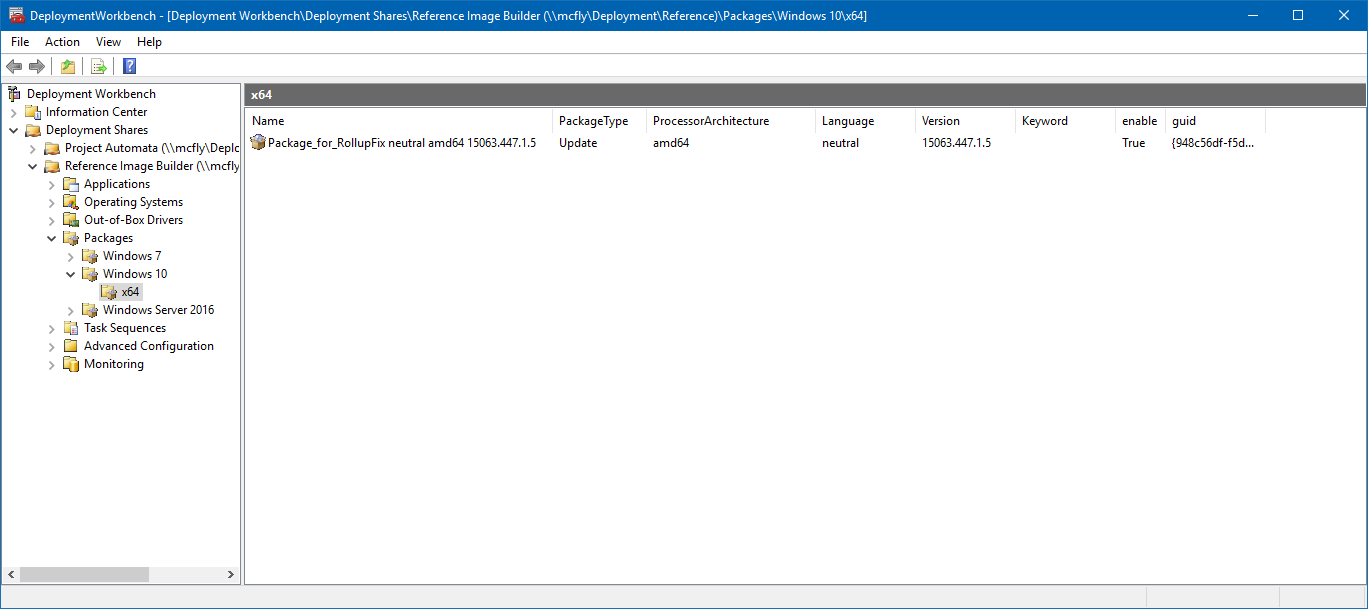 DeploymentWorkbench - [Deployment Workbench\Deployment Shares\Reference Image Builder (\\mcfly\Deployment\Reference)\Packages\Windows 10\x64]
File Action View Help
Deployment Workbench
Information Center
Deployment Shares
Project Automata (\\mcfly\Deplo
Reference Image Builder (\\mcfly
Applications
Operating Systems
Out-of-Box Drivers
Packages
Windows 7
Windows 10
x64
Windows Server 2016
Task Sequences
Advanced Configuration
Monitoring
x64
Name PackageType ProcessorArchitecture Language Version Keyword enable guid
Package_for_RollupFix neutral amd64 15063.447.1.5 Update amd64 neutral 15063.447.1.5 True {948c56df-f5d...